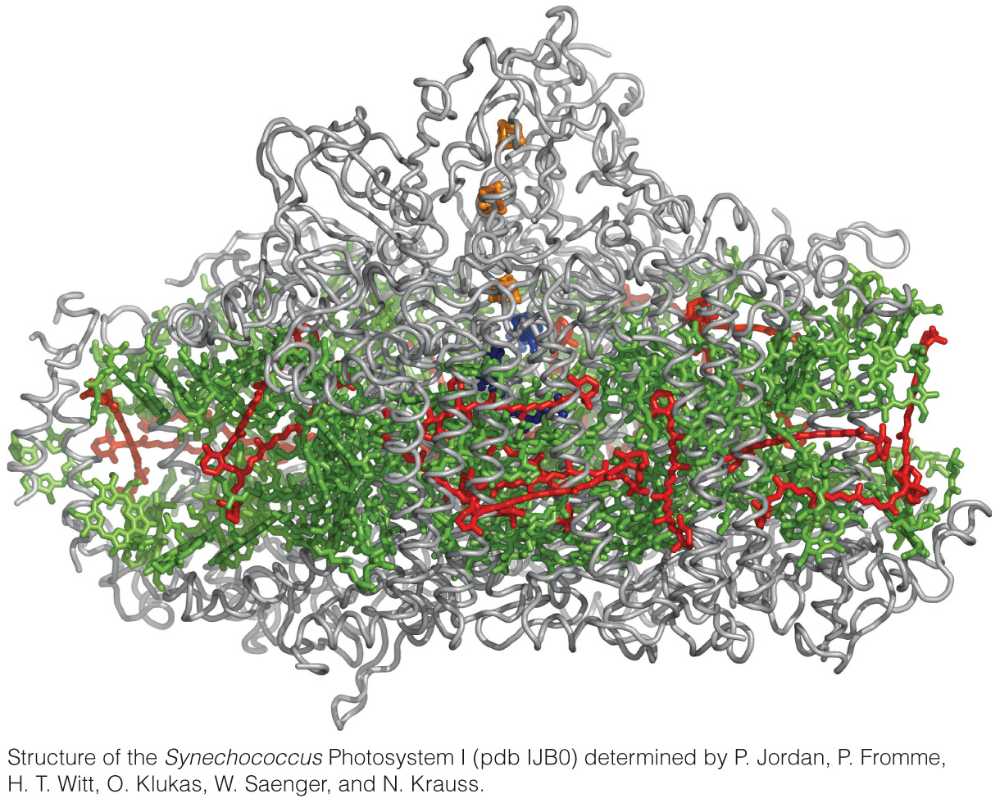 Structure of the Synechococcus Photosystem I (pdb IJB0) determined by P. Jordan, P. Fromme,
H. T. Witt, O. Klukas, W. Saenger, and N. Krauss.